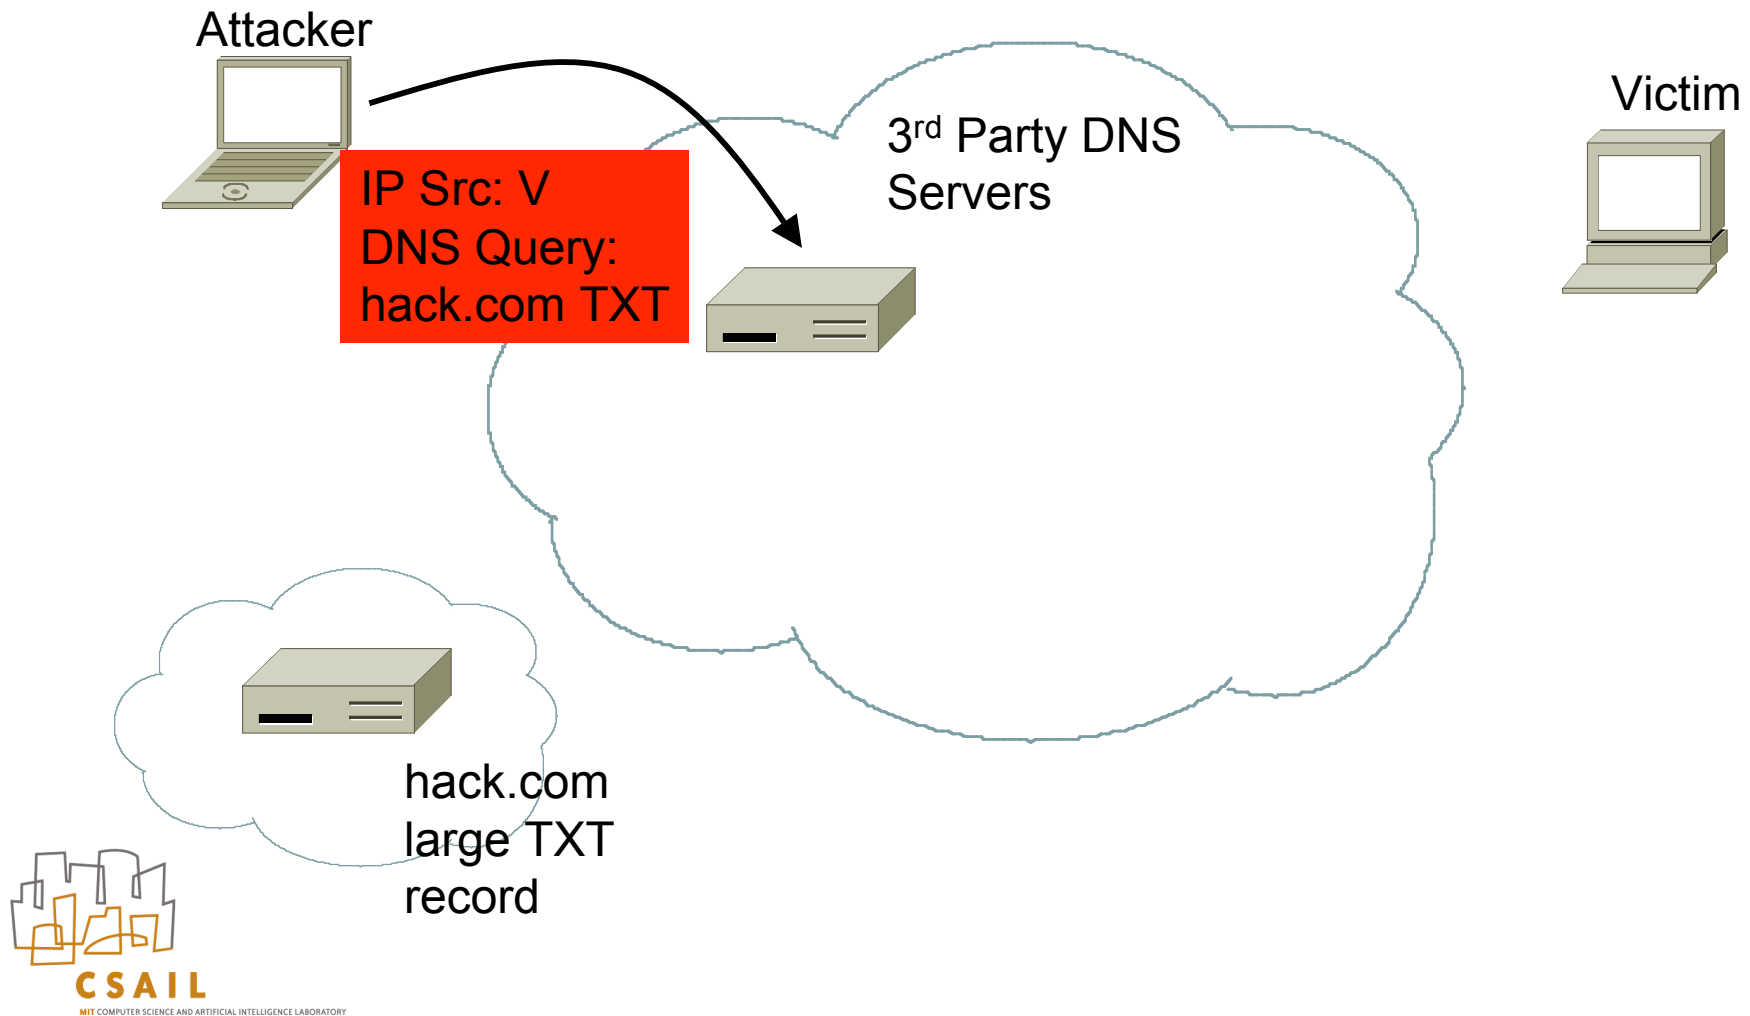 Attacker
Victim
3rd Party DNS
Servers
IP Src: V
DNS Query:
hack.com TXT
hack.com
large TXT
record
CSAIL
MIT COMPUTER SCIENCE AND ARTIFICIAL INTELLIGENCE LABORATORY